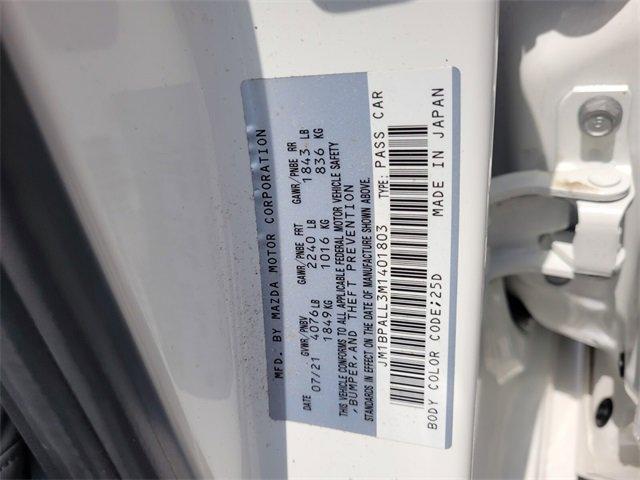 MFD. BY MAZDA MOTOR CORPORATION
DATE GVWR/PNBV GAWR/PNBE FRT GAWR/PNBE RR
07/21 4076LB 2240 LB 1843 LB
1849KG 1016 KG 836 KG
THIS VEHICLE CONFORMS TO ALL APPLICABLE FEDERAL MOTOR VEHICLE SAFETY
,BUMPER,AND THEFT PREVENTION
STANDARDS IN EFFECT ON THE DATE OF MANUFACTURE SHOWN ABOVE.
JM1BPALL3M1401803 TYPE: PASS CAR
BODY COLOR CODE:25D MADE IN JAPAN